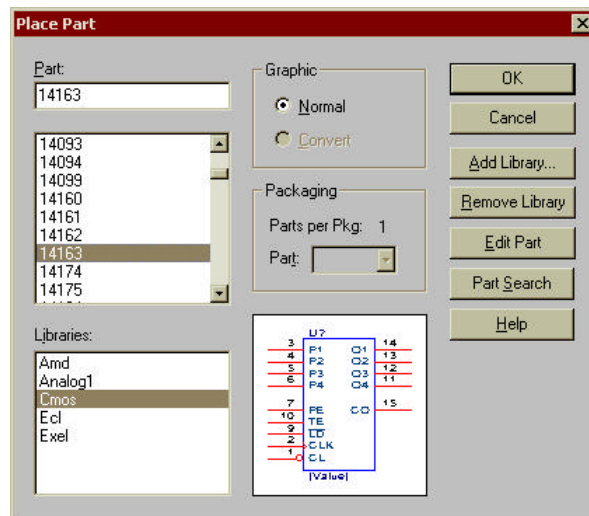 Place Part
Part:
14163
14093
14094
14099
14160
14161
14162
14163
14174
14175
Libraries:
Amd
Analog1
Cmos
Ecl
Exel
Graphic
Normal
Convert
Packaging
Parts per Pkg: 1
Part:
U?
3 P1 O1 14
4 P2 O2 13
5 P3 O3 12
6 P4 O4 11
7 PE CO 15
10 TE
9 LD
2 CLK
1 CL
(Value)
OK
Cancel
Add Library...
Remove Library
Edit Part
Part Search
Help